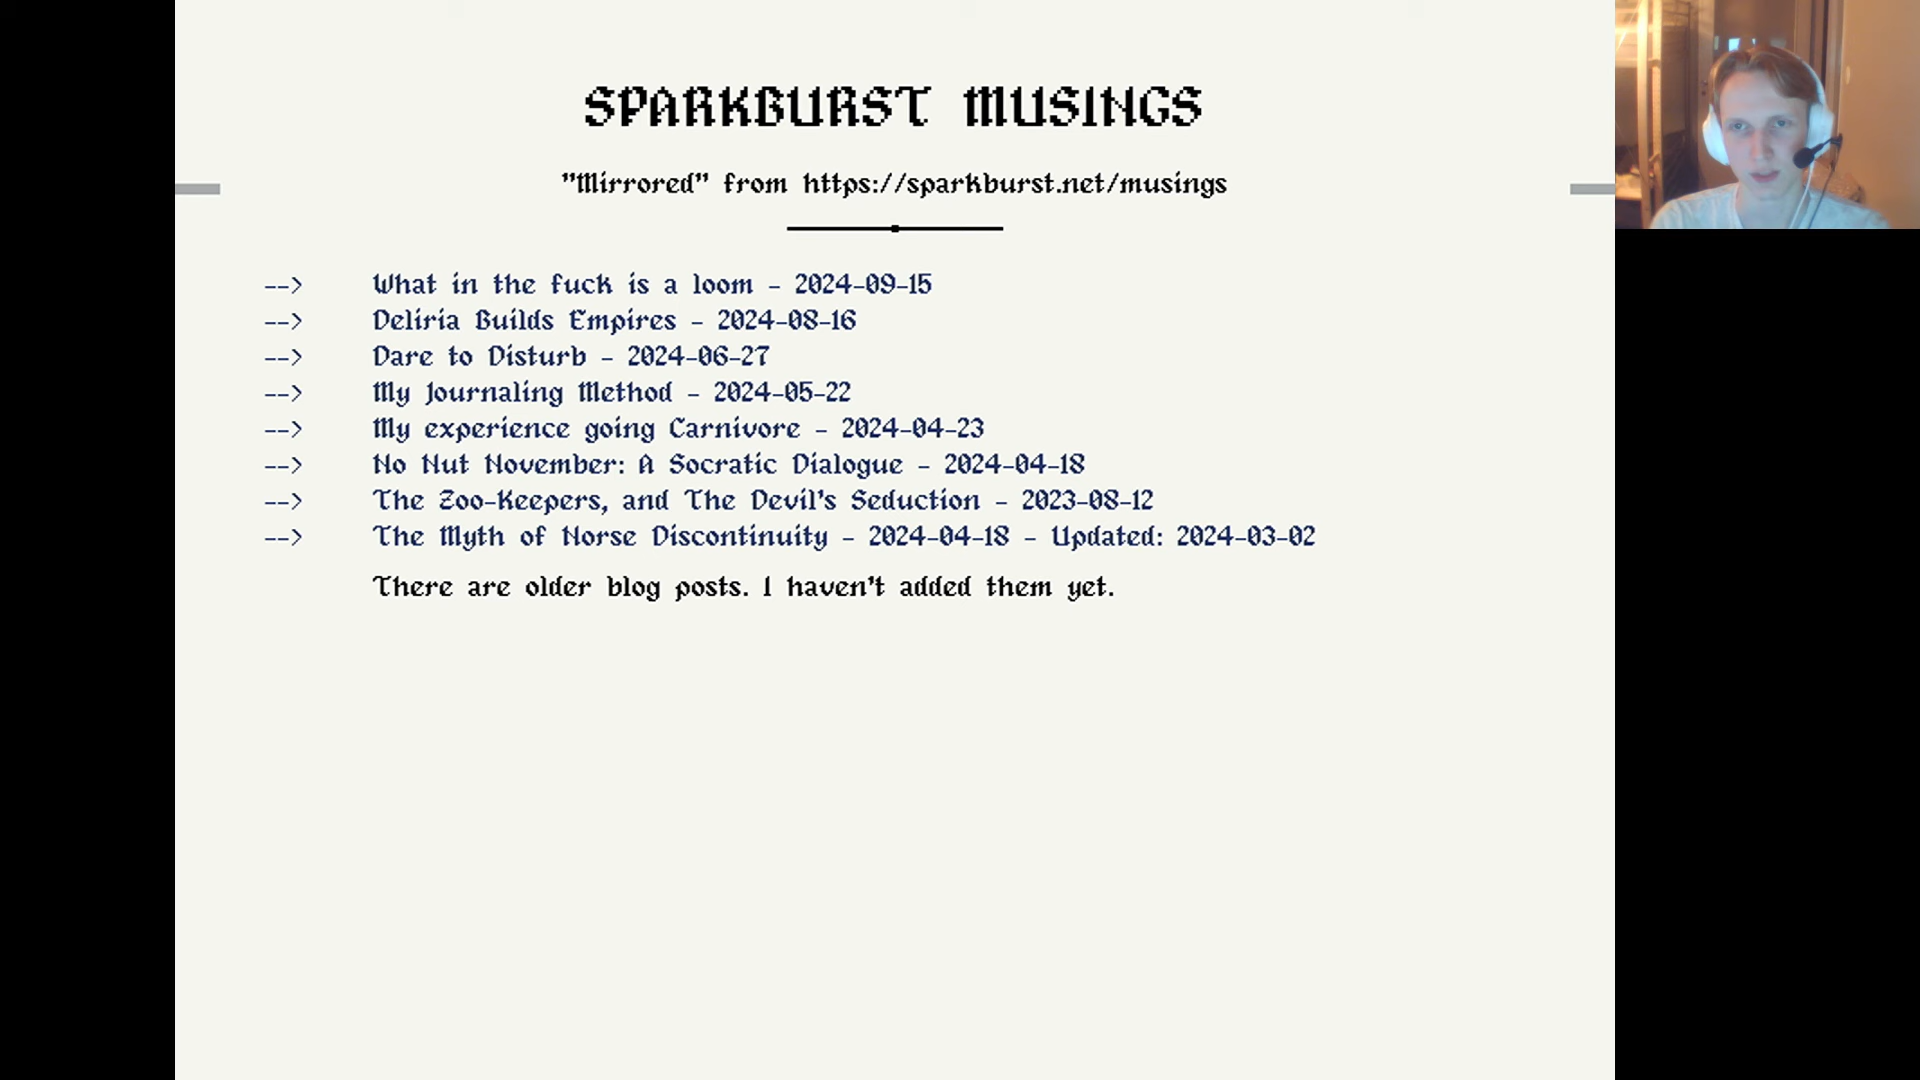 SPARKBURST MUSINGS
"Mirrored" from https://sparkburst.net/musings
--> What in the fuck is a loom - 2024-09-15
--> Deliria Builds Empires - 2024-08-16
--> Dare to Disturb - 2024-06-27
--> My Journaling Method - 2024-05-22
--> My experience going Carnivore - 2024-04-23
--> No Nut November: A Socratic Dialogue - 2024-04-18
--> The Zoo-Keepers, and The Devil's Seduction - 2023-08-12
--> The Myth of Norse Discontinuity - 2024-04-18 - Updated: 2024-03-02
There are older blog posts. I haven't added them yet.